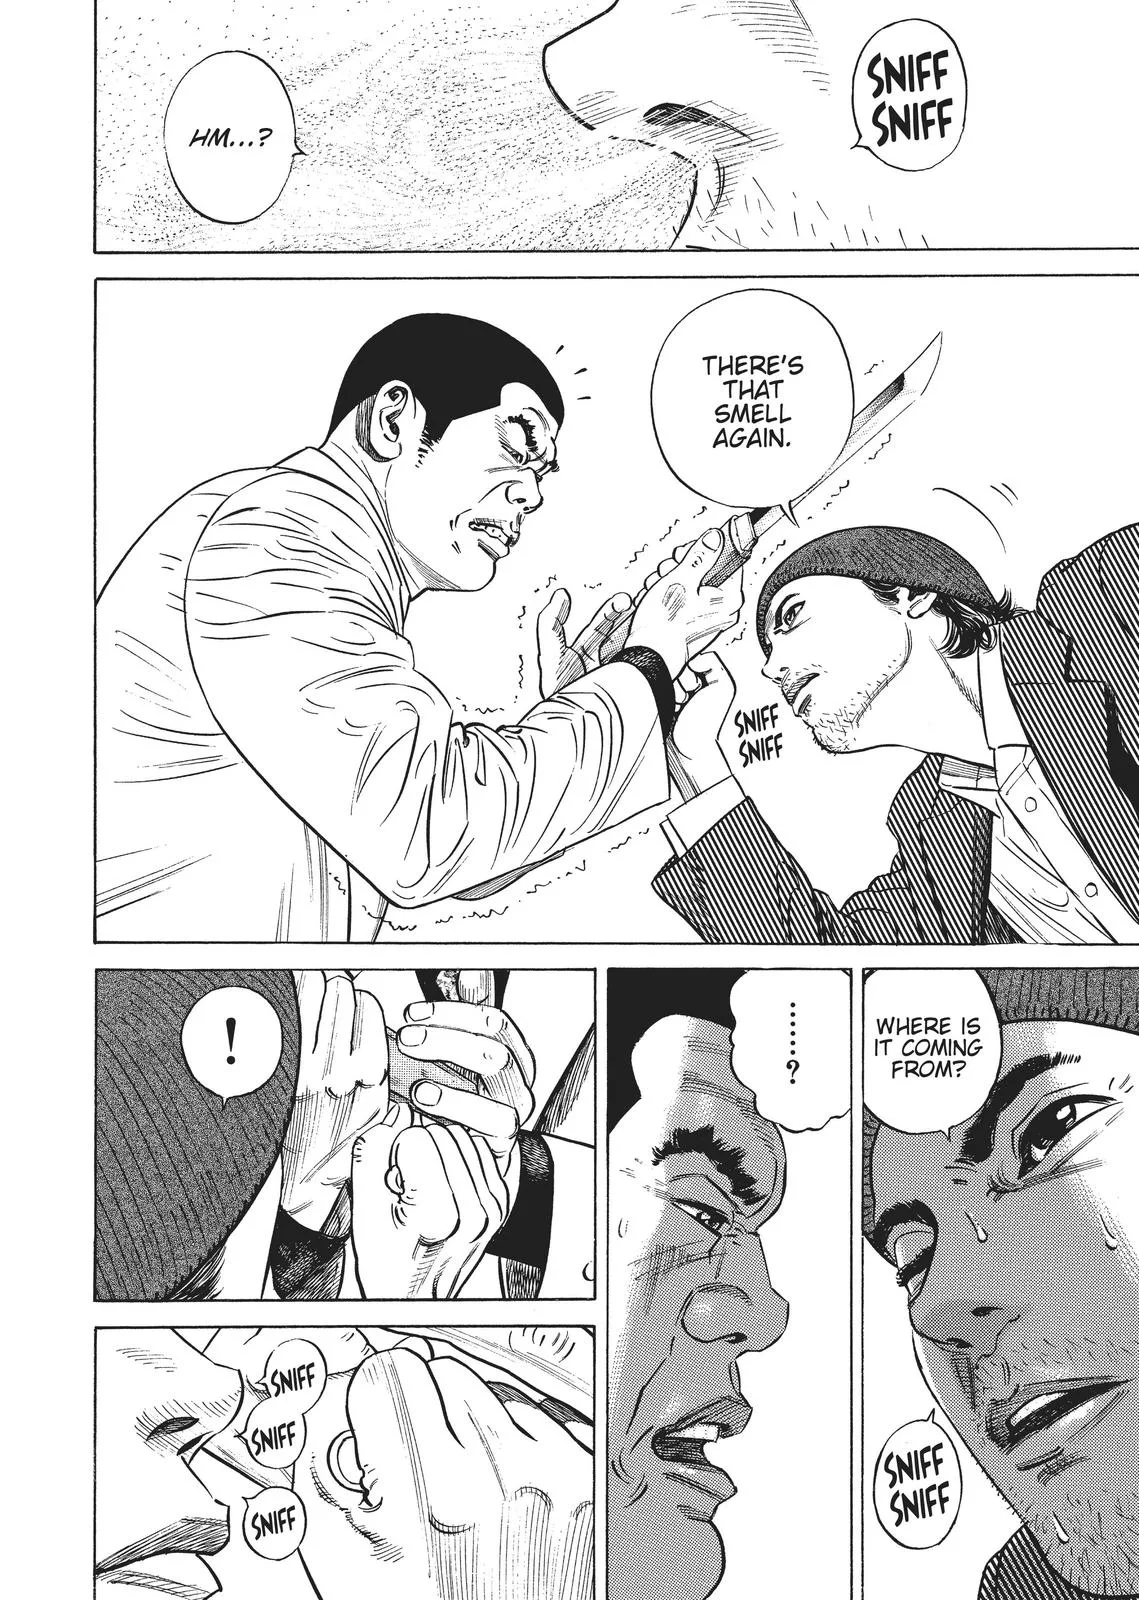 SNIFF
SNIFF
HM...?
THERE'S
THAT
SMELL
AGAIN.
SNIFF
SNIFF
WHERE IS
IT COMING
FROM?
SNIFF
SNIFF
......?
!
SNIFF
SNIFF
SNIFF